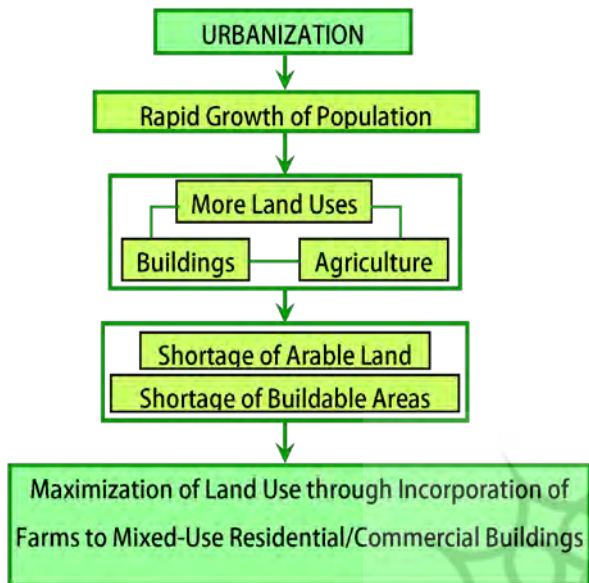 URBANIZATION
Rapid Growth of Population
More Land Uses
Buildings
Agriculture
Shortage of Arable Land
Shortage of Buildable Areas
Maximization of Land Use through Incorporation of
Farms to Mixed-Use Residential/Commercial Buildings